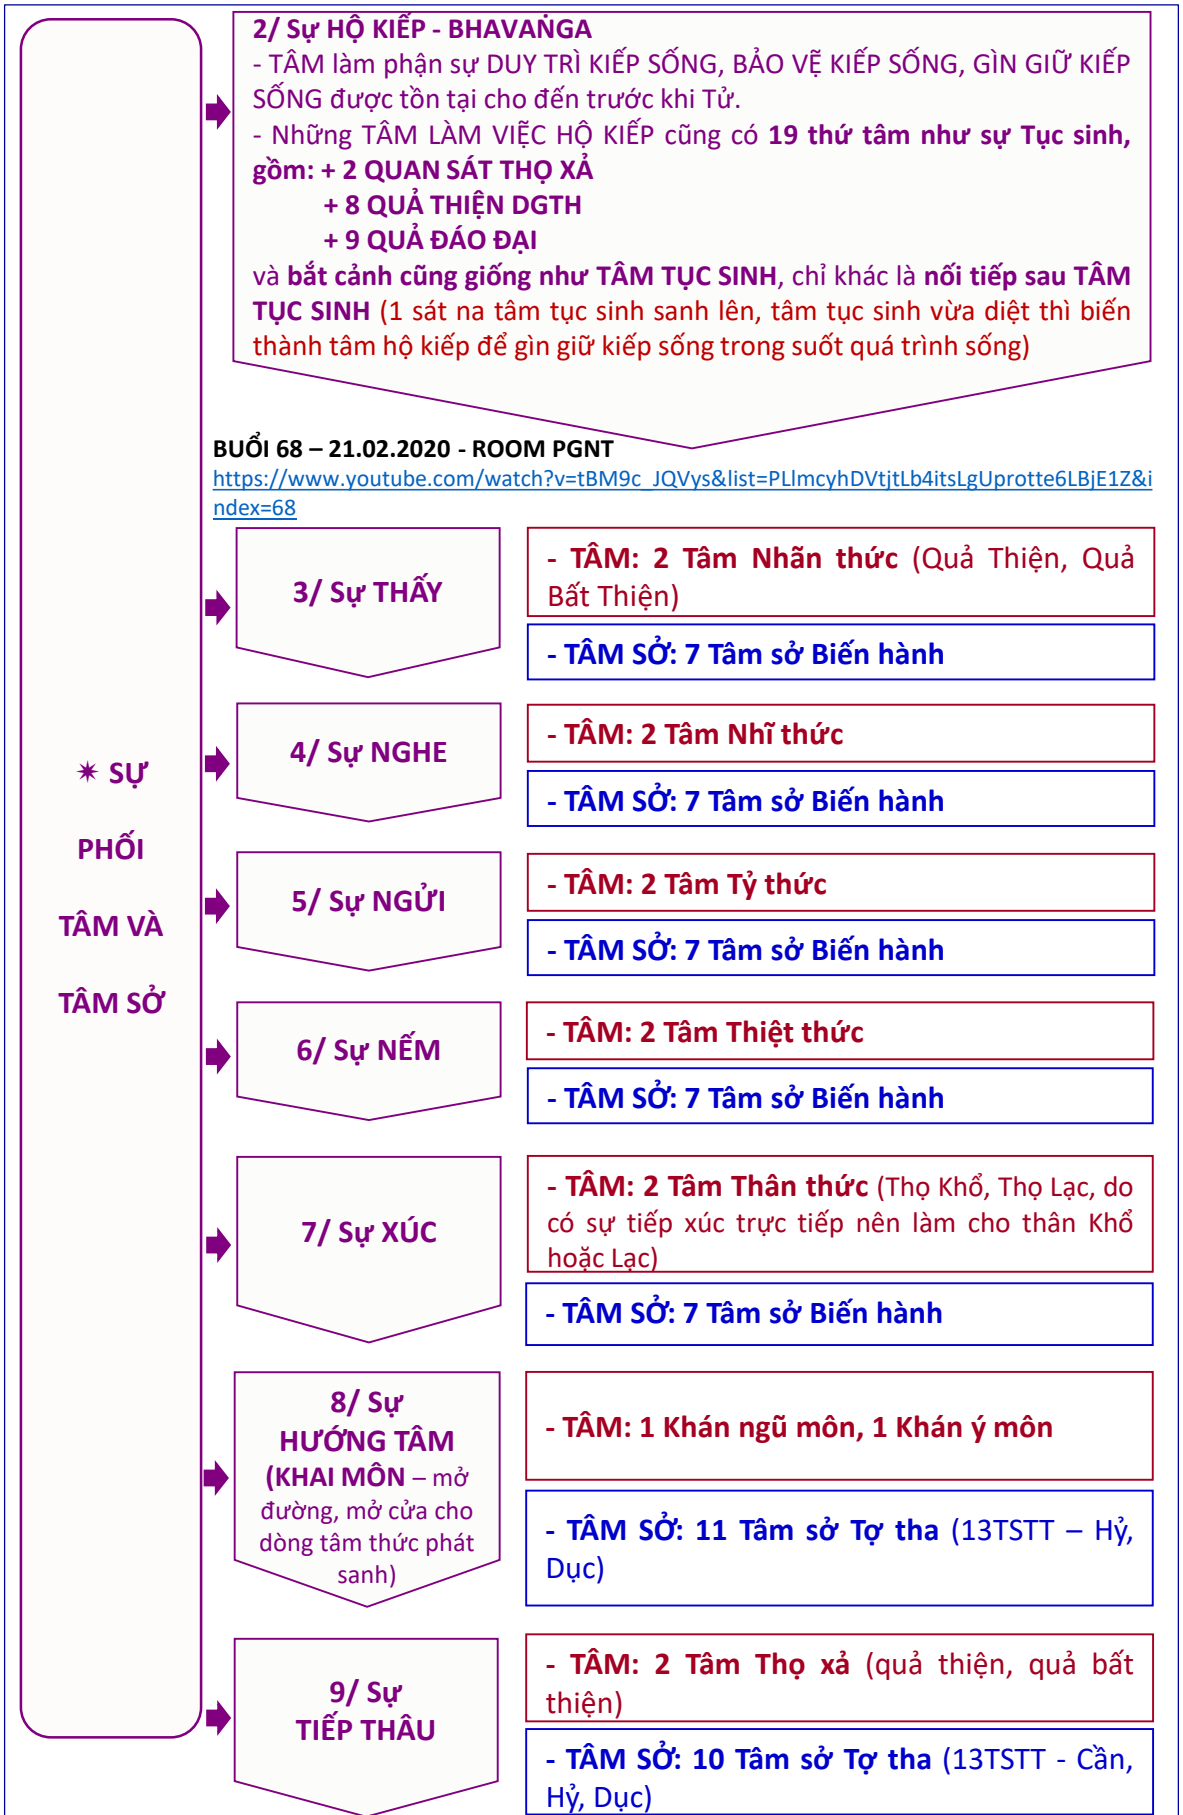 2/ Sự HỘ KIẾP - BHAVAṄGA
- TÂM làm phận sự DUY TRÌ KIẾP SỐNG, BẢO VỆ KIẾP SỐNG, GÌN GIỮ KIẾP
SỐNG được tồn tại cho đến trước khi Tử.
- Những TÂM LÀM VIỆC HỘ KIẾP cũng có 19 thứ tâm như sự Tục sinh,
gồm: + 2 QUAN SÁT THỌ XẢ
+ 8 QUẢ THIỆN DGTH
+ 9 QUẢ ĐÁO ĐẠI
và bắt cảnh cũng giống như TÂM TỤC SINH, chỉ khác là nối tiếp sau TÂM
TỤC SINH (1 sát na tâm tục sinh sanh lên, tâm tục sinh vừa diệt thì biến
thành tâm hộ kiếp để gìn giữ kiếp sống trong suốt quá trình sống)
BUỔI 68 – 21.02.2020 - ROOM PGNT
https://www.youtube.com/watch?v=tBM9c_JQVys&list=PLlmcyhDVtjtLb4itsLgUprotte6LBjE1Z&i
ndex=68
✷ SỰ
PHỐI
TÂM VÀ
TÂM SỞ
3/ Sự THẤY
- TÂM: 2 Tâm Nhãn thức (Quả Thiện, Quả
Bất Thiện)
- TÂM SỞ: 7 Tâm sở Biến hành
4/ Sự NGHE
- TÂM: 2 Tâm Nhĩ thức
- TÂM SỞ: 7 Tâm sở Biến hành
5/ Sự NGỬI
- TÂM: 2 Tâm Tỷ thức
- TÂM SỞ: 7 Tâm sở Biến hành
6/ Sự NẾM
- TÂM: 2 Tâm Thiệt thức
- TÂM SỞ: 7 Tâm sở Biến hành
7/ Sự XÚC
- TÂM: 2 Tâm Thân thức (Thọ Khổ, Thọ Lạc, do
có sự tiếp xúc trực tiếp nên làm cho thân Khổ
hoặc Lạc)
- TÂM SỞ: 7 Tâm sở Biến hành
8/ Sự
HƯỚNG TÂM
(KHAI MÔN – mở
đường, mở cửa cho
dòng tâm thức phát
sanh)
- TÂM: 1 Khán ngũ môn, 1 Khán ý môn
- TÂM SỞ: 11 Tâm sở Tợ tha (13TSTT – Hỷ,
Dục)
9/ Sự
TIẾP THÂU
- TÂM: 2 Tâm Thọ xả (quả thiện, quả bất
thiện)
- TÂM SỞ: 10 Tâm sở Tợ tha (13TSTT - Cần,
Hỷ, Dục)